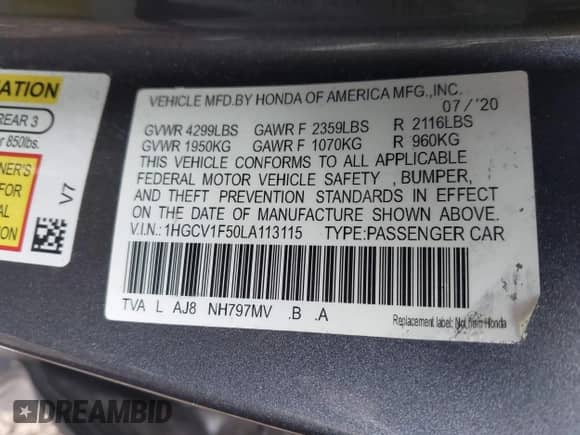 ATION
REAR 3
r 850lbs.
NER'S
FOR
AL
TION
V7
VEHICLE MFD.BY HONDA OF AMERICA MFG.,INC.
07 / '20
GVWR 4299LBS GAWR F 2359LBS R 2116LBS
GVWR 1950KG GAWR F 1070KG R 960KG
THIS VEHICLE CONFORMS TO ALL APPLICABLE
FEDERAL MOTOR VEHICLE SAFETY , BUMPER,
AND THEFT PREVENTION STANDARDS IN EFFECT
ON THE DATE OF MANUFACTURE SHOWN ABOVE.
V.I.N.: 1HGCV1F50LA113115 TYPE:PASSENGER CAR
TVA L AJ8 NH797MV .B .A
Replacement label: Not from Honda
DREAMBID